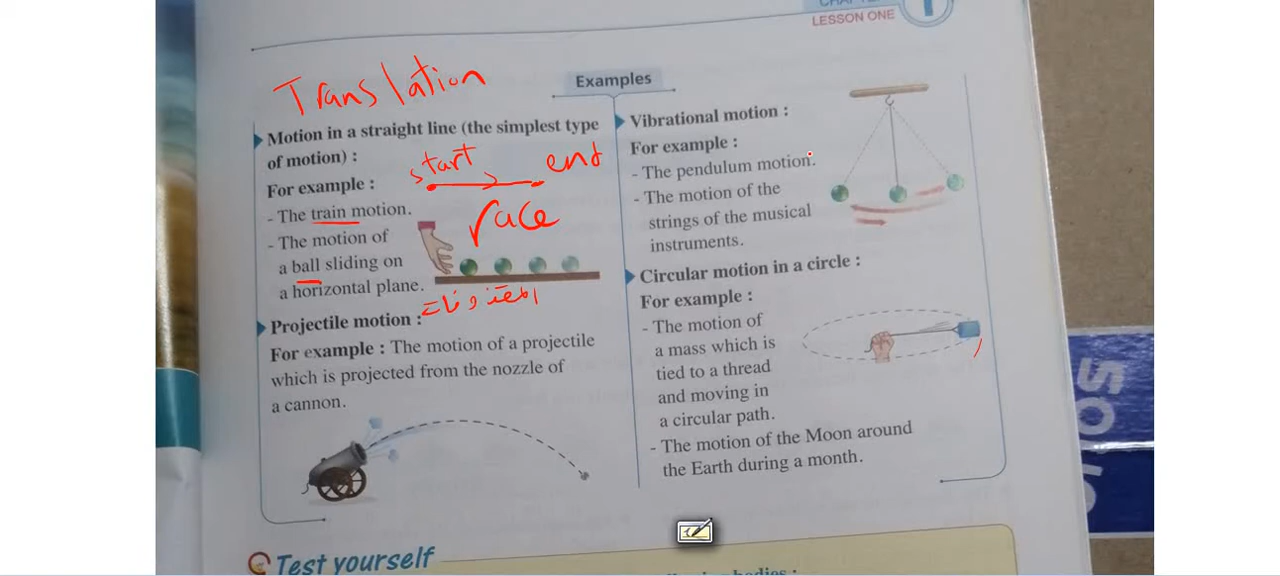 LESSON ONE
1
Translation
Examples
Motion in a straight line (the simplest type
of motion) :
start end
For example :
- The train motion.
race
- The motion of
a ball sliding on
a horizontal plane.
Projectile motion :
المقذوفات
For example : The motion of a projectile
which is projected from the nozzle of
a cannon.
Vibrational motion :
For example :
- The pendulum motion.
- The motion of the
strings of the musical
instruments.
Circular motion in a circle :
For example :
- The motion of
a mass which is
tied to a thread
and moving in
a circular path.
- The motion of the Moon around
the Earth during a month.
Test yourself